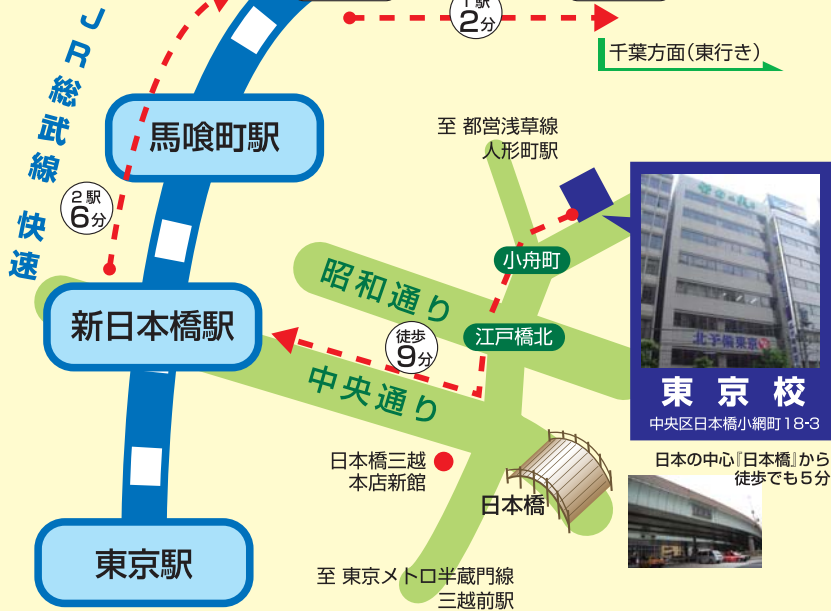 1駅
2分
千葉方面(東行き)
JR総武線 快速
馬喰町駅
至 都営浅草線
人形町駅
2駅
6分
小舟町
昭和通り
新日本橋駅
江戸橋北
徒歩
9分
中央通り
北予備東京校
東京校
中央区日本橋小網町18-3
日本橋三越
本店新館
日本橋
日本の中心『日本橋』から
徒歩でも5分
東京駅
至 東京メトロ半蔵門線
三越前駅